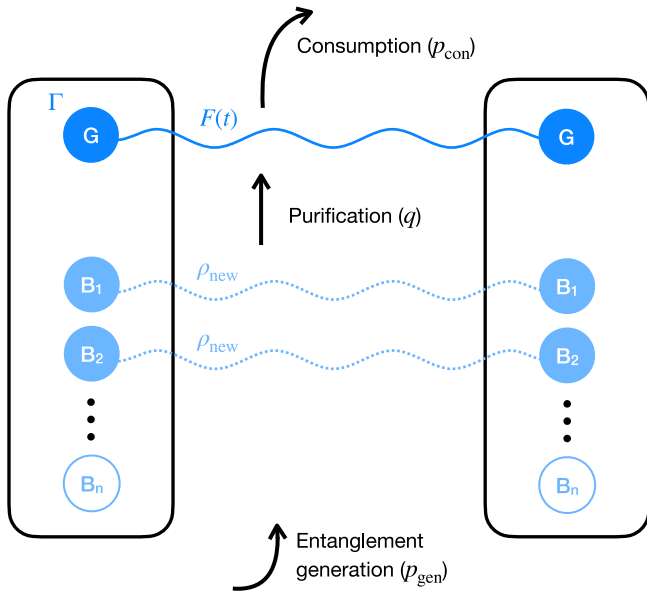 Consumption (p_con)
Γ
G F(t) G
Purification (q)
B₁ ρ_new B₁
B₂ ρ_new B₂
Bₙ Bₙ
Entanglement
generation (p_gen)